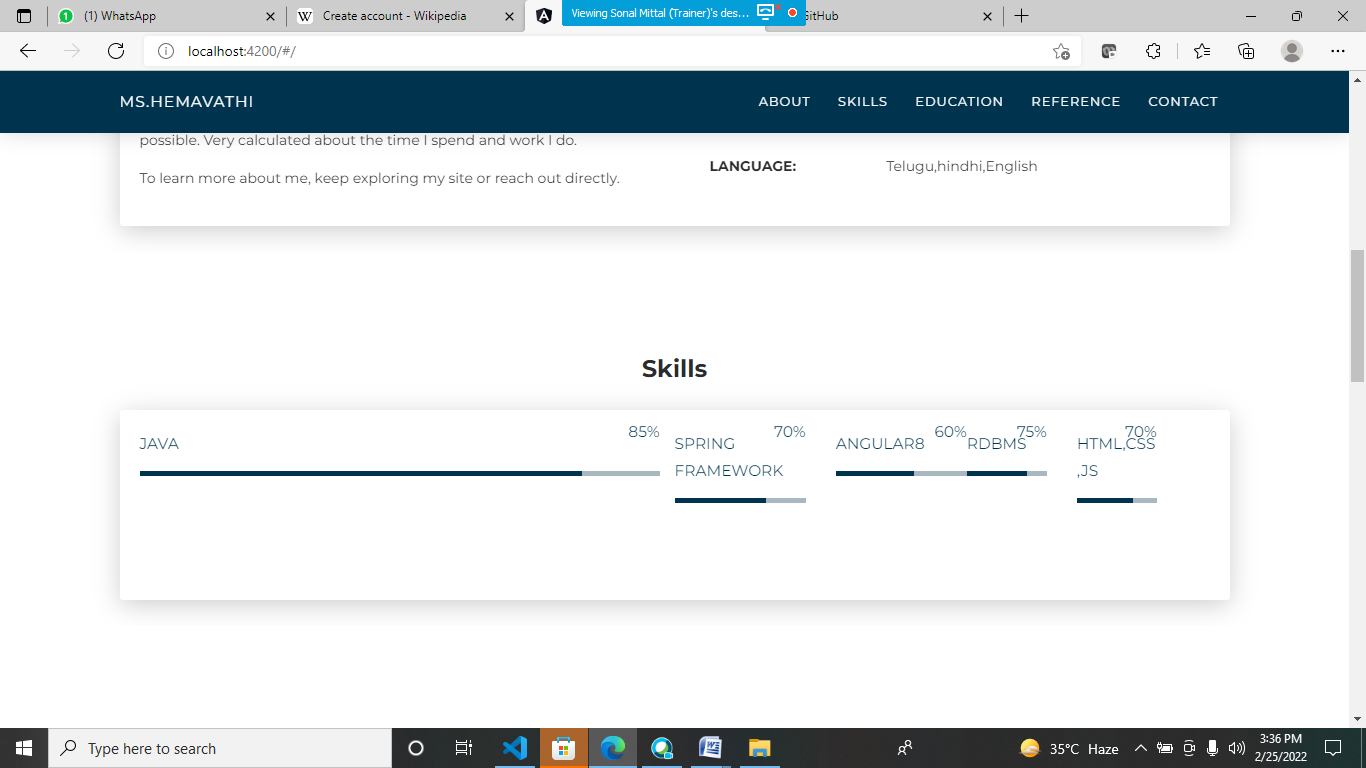 (1) WhatsApp
Create account - Wikipedia
Viewing Sonal Mittal (Trainer)'s des...
GitHub
localhost:4200/#/
MS.HEMAVATHI
ABOUT
SKILLS
EDUCATION
REFERENCE
CONTACT
possible. Very calculated about the time I spend and work I do.
LANGUAGE:
Telugu,hindhi,English
To learn more about me, keep exploring my site or reach out directly.
Skills
JAVA
85%
SPRING
FRAMEWORK
70%
ANGULAR8
60%
RDBMS
75%
HTML,CSS
,JS
70%
Type here to search
35°C Haze
3:36 PM
2/25/2022